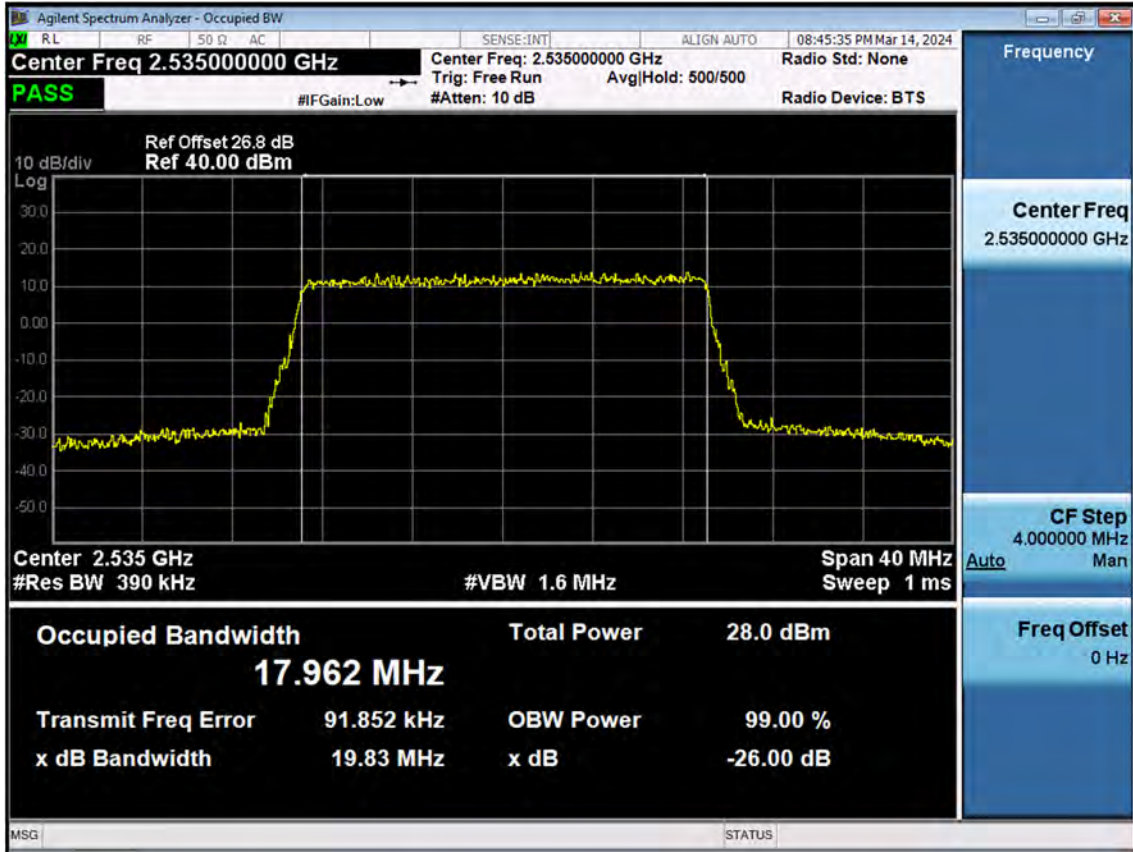 Agilent Spectrum Analyzer - Occupied BW
LXI RL RF 50 Ω AC SENSE:INT ALIGN AUTO 08:45:35 PM Mar 14, 2024
Center Freq 2.535000000 GHz
PASS
#IFGain:Low
Center Freq: 2.535000000 GHz
Trig: Free Run Avg|Hold: 500/500
#Atten: 10 dB
Radio Std: None
Radio Device: BTS
Ref Offset 26.8 dB
10 dB/div Ref 40.00 dBm
Log
30.0
20.0
10.0
0.00
-10.0
-20.0
-30.0
-40.0
-50.0
Center 2.535 GHz Span 40 MHz
#Res BW 390 kHz #VBW 1.6 MHz Sweep 1 ms
Occupied Bandwidth Total Power 28.0 dBm
17.962 MHz
Transmit Freq Error 91.852 kHz OBW Power 99.00 %
x dB Bandwidth 19.83 MHz x dB -26.00 dB
MSG STATUS
Frequency
Center Freq
2.535000000 GHz
CF Step
4.000000 MHz
Auto Man
Freq Offset
0 Hz